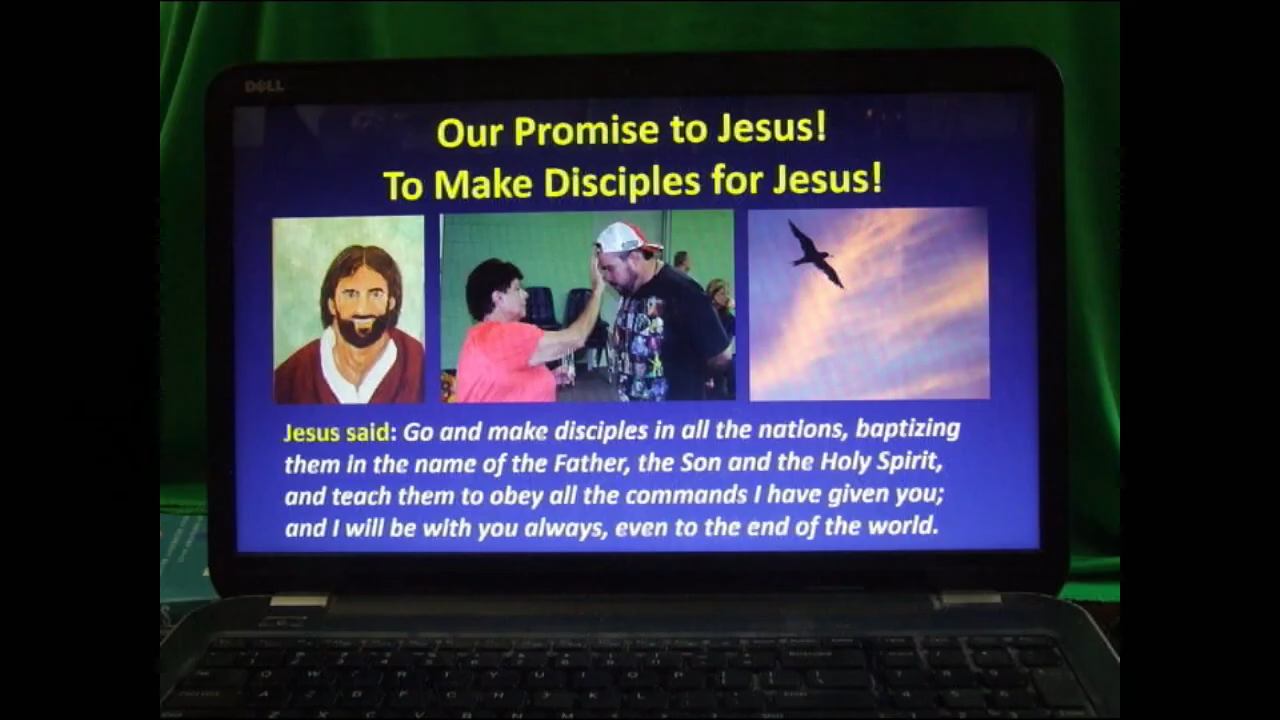 DELL
Our Promise to Jesus!
To Make Disciples for Jesus!
Jesus said: Go and make disciples in all the nations, baptizing
them in the name of the Father, the Son and the Holy Spirit,
and teach them to obey all the commands I have given you;
and I will be with you always, even to the end of the world.
Q W E R T Y U I O P
A S D F G H J K L
Z X C V B N M